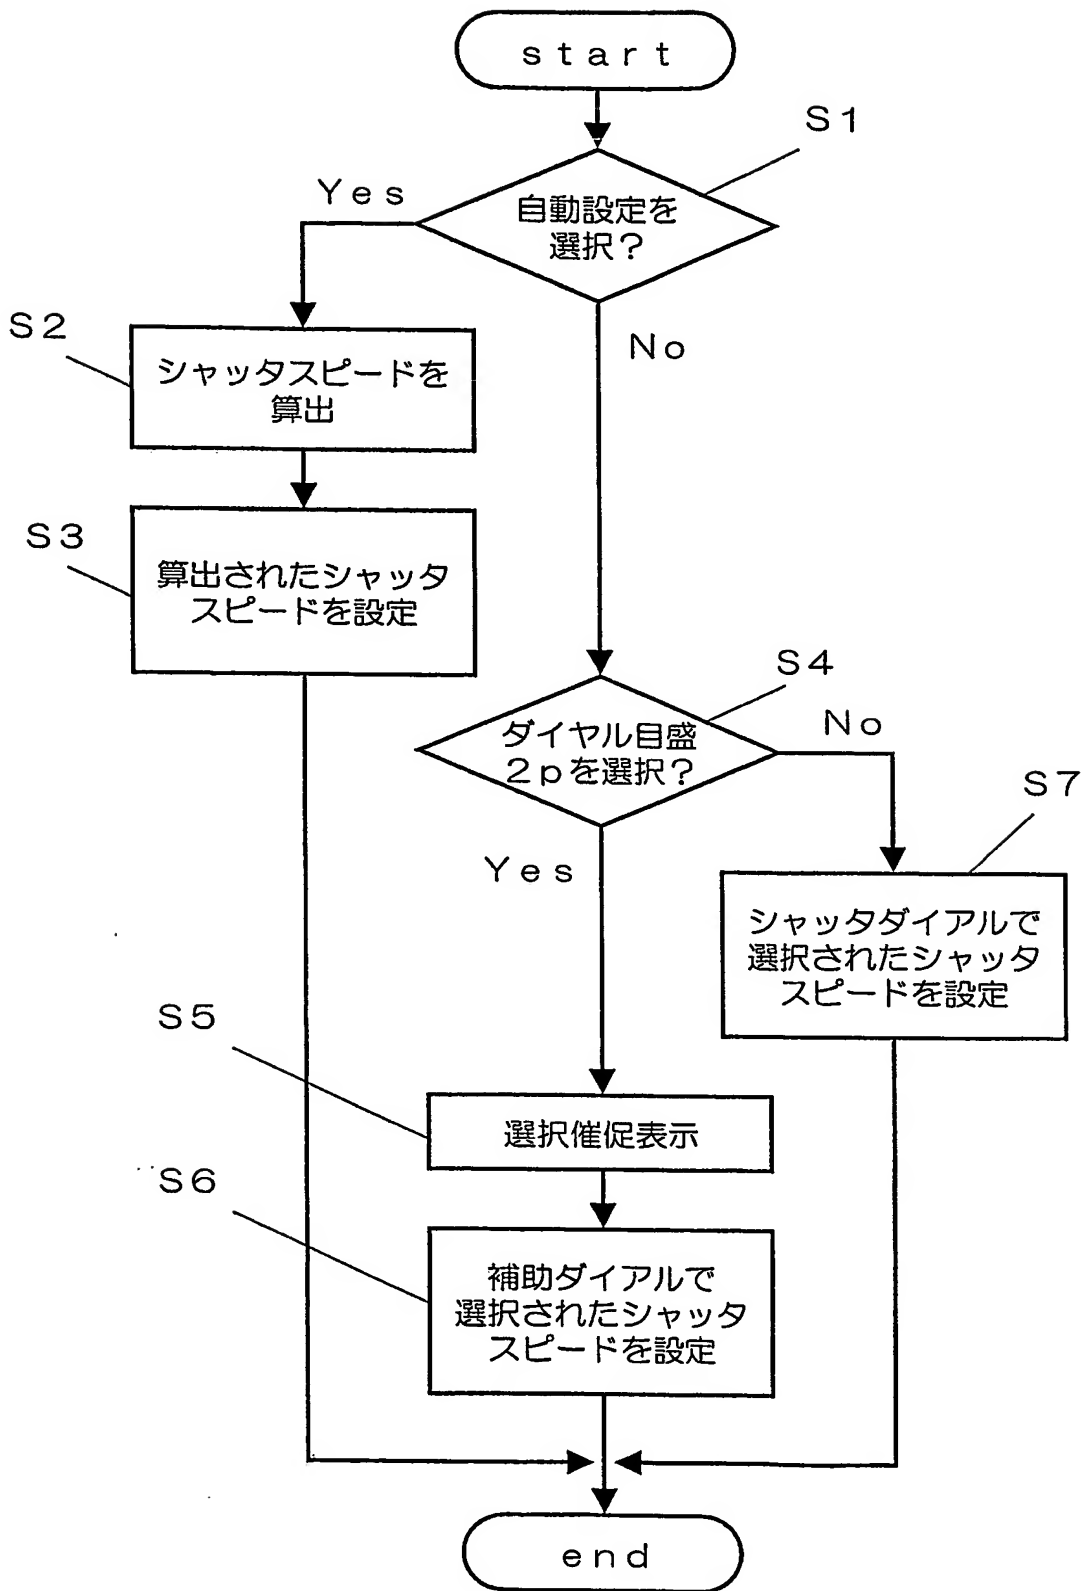 start
S1
Yes
自動設定を
選択？
No
S2
シャッタスピードを
算出
S3
算出されたシャッタ
スピードを設定
S4
ダイヤル目盛
2pを選択？
No
Yes
S7
シャッタダイアルで
選択されたシャッタ
スピードを設定
S5
選択催促表示
S6
補助ダイアルで
選択されたシャッタ
スピードを設定
end